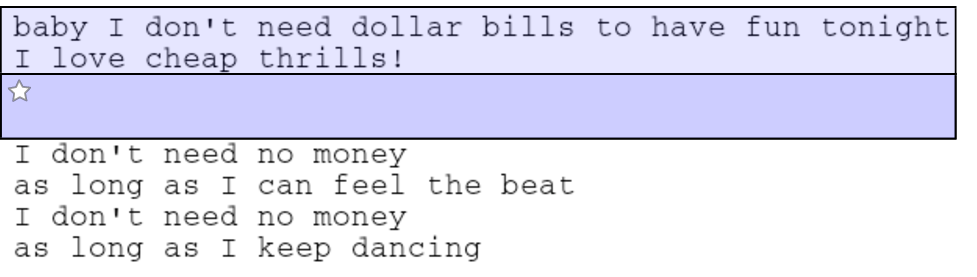 baby I don't need dollar bills to have fun tonight
I love cheap thrills!
I don't need no money
as long as I can feel the beat
I don't need no money
as long as I keep dancing